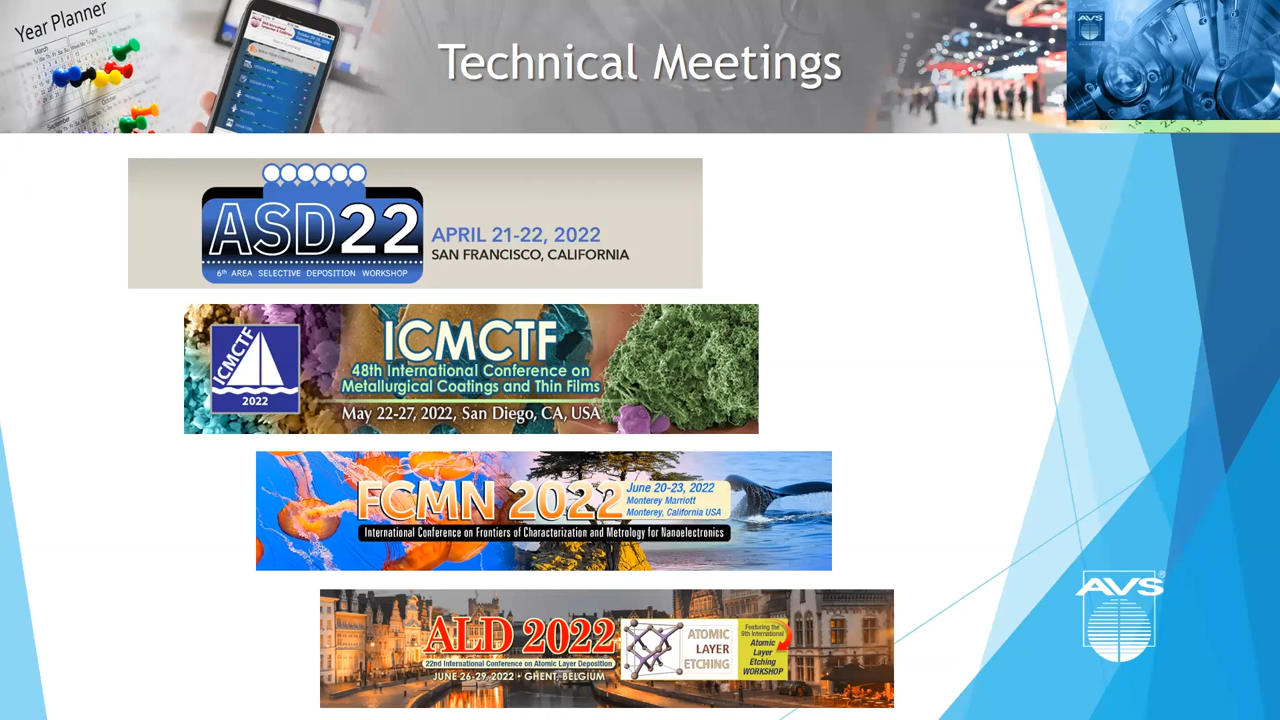 Year Planner
March
April
September
October
Technical Meetings
AVS
ASD22
6th AREA SELECTIVE DEPOSITION WORKSHOP
APRIL 21-22, 2022
SAN FRANCISCO, CALIFORNIA
ICMCTF
2022
ICMCTF
48th International Conference on
Metallurgical Coatings and Thin Films
May 22-27, 2022, San Diego, CA, USA
FCMN 2022
June 20-23, 2022
Monterey Marriott
Monterey, California USA
International Conference on Frontiers of Characterization and Metrology for Nanoelectronics
ALD 2022
22nd International Conference on Atomic Layer Deposition
JUNE 26-29, 2022 • GHENT, BELGIUM
ATOMIC
LAYER
ETCHING
Featuring the
9th International
Atomic
Layer
Etching
WORKSHOP
AVS®